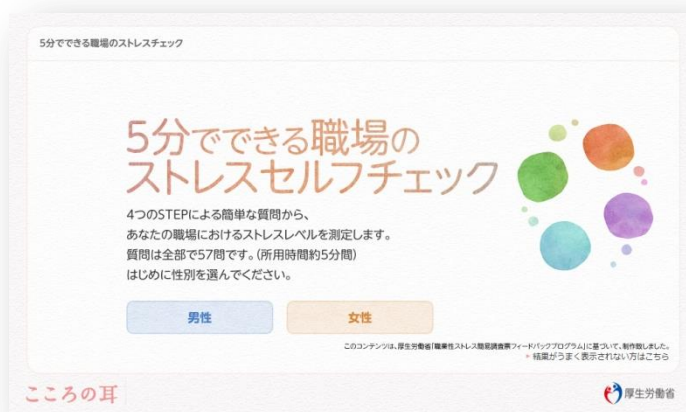 5分でできる職場のストレスチェック
5分でできる職場の
ストレスセルフチェック
4つのSTEPによる簡単な質問から、
あなたの職場におけるストレスレベルを測定します。
質問は全部で57問です。(所用時間約5分間)
はじめに性別を選んでください。
男性
女性
このコンテンツは、厚生労働省「職業性ストレス簡易調査票フィードバックプログラム」に基づいて、制作致しました。
結果がうまく表示されない方はこちら
こころの耳
厚生労働省